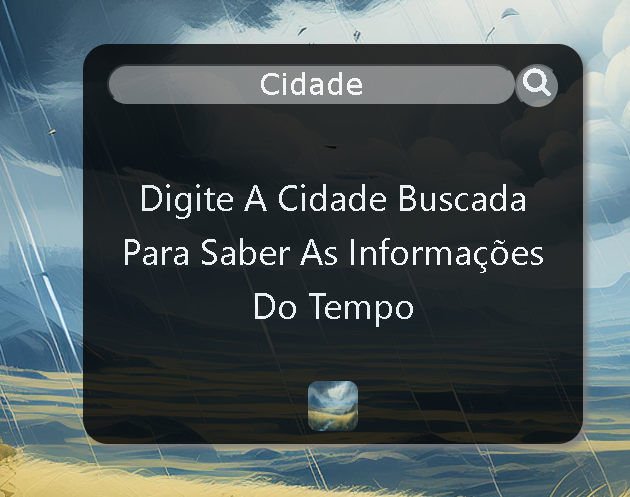 Cidade
Digite A Cidade Buscada
Para Saber As Informações
Do Tempo